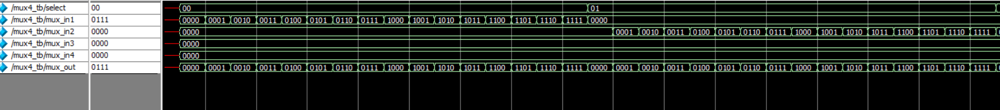 /mux4_tb/select 00 00 01
/mux4_tb/mux_in1 0111 0000 0001 0010 0011 0100 0101 0110 0111 1000 1001 1010 1011 1100 1101 1110 1111 0000
/mux4_tb/mux_in2 0000 0000 0001 0010 0011 0100 0101 0110 0111 1000 1001 1010 1011 1100 1101 1110 1111
/mux4_tb/mux_in3 0000 0000
/mux4_tb/mux_in4 0000 0000
/mux4_tb/mux_out 0111 0000 0001 0010 0011 0100 0101 0110 0111 1000 1001 1010 1011 1100 1101 1110 1111 0000 0001 0010 0011 0100 0101 0110 0111 1000 1001 1010 1011 1100 1101 1110 1111